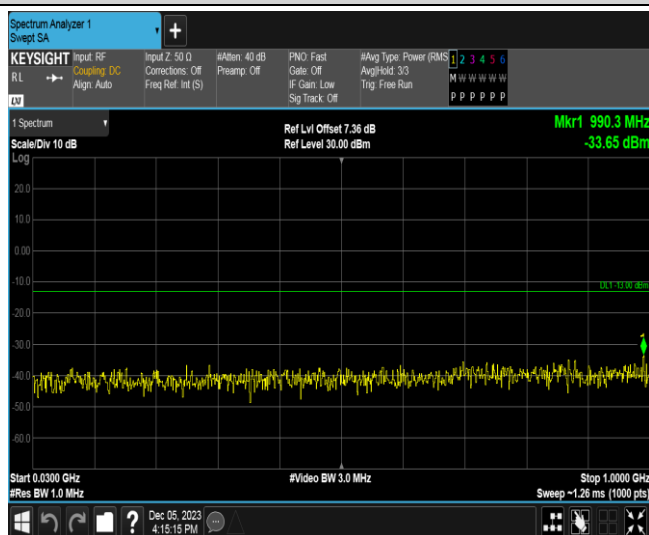 Spectrum Analyzer 1
Swept SA
+
KEYSIGHT
RL
LXI
Input: RF
Coupling: DC
Align: Auto
Input Z: 50 Ω
Corrections: Off
Freq Ref: Int (S)
#Atten: 40 dB
Preamp: Off
PNO: Fast
Gate: Off
IF Gain: Low
Sig Track: Off
#Avg Type: Power (RMS
Avg|Hold: 3/3
Trig: Free Run
1 2 3 4 5 6
M W W W W W
P P P P P P
1 Spectrum
Scale/Div 10 dB
Ref Lvl Offset 7.36 dB
Ref Level 30.00 dBm
Mkr1 990.3 MHz
-33.65 dBm
Log
20.0
10.0
0.00
-10.0
DL1 -13.00 dBm
-20.0
-30.0
1
-40.0
-50.0
-60.0
Start 0.0300 GHz
#Res BW 1.0 MHz
#Video BW 3.0 MHz
Stop 1.0000 GHz
Sweep ~1.26 ms (1000 pts)
?
Dec 05, 2023
4:15:15 PM